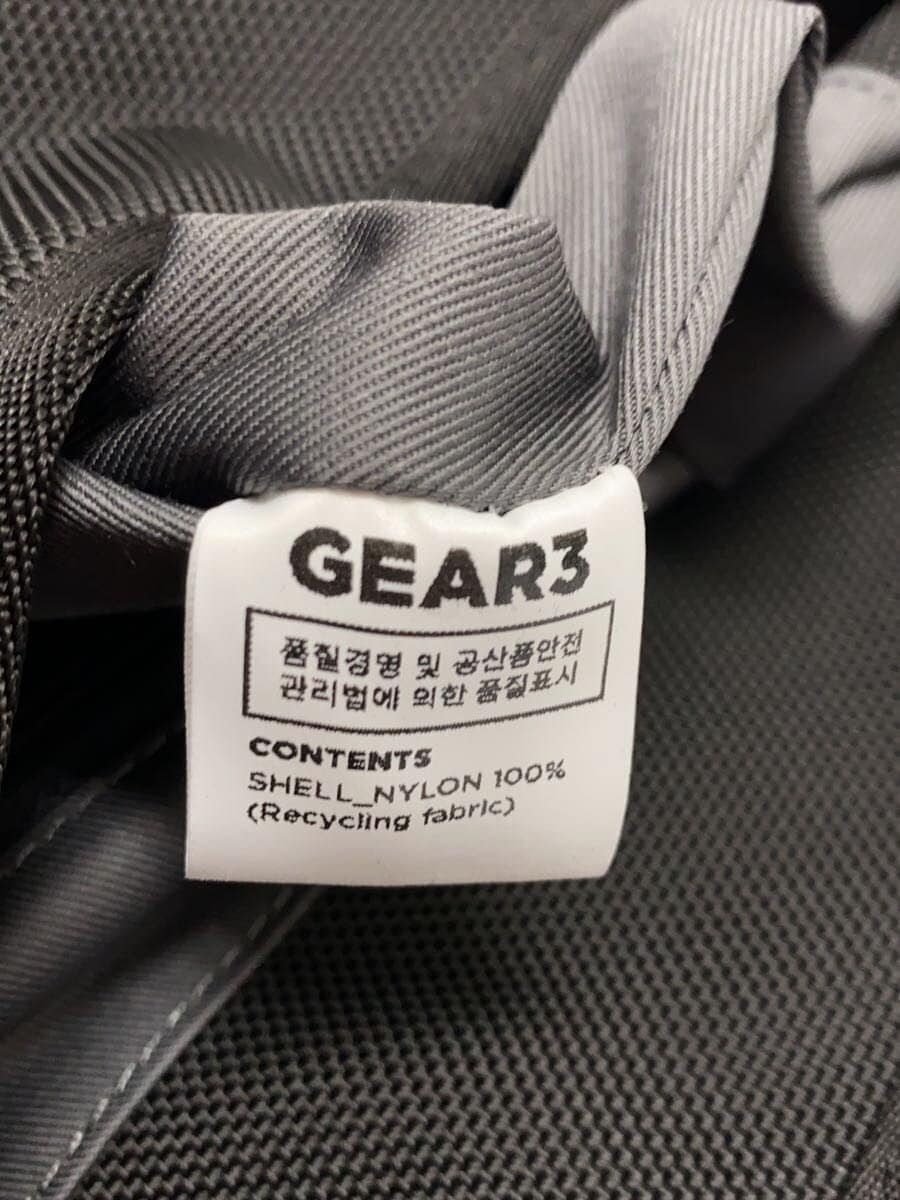 GEAR3
품질경영 및 공산품안전
관리법에 의한 품질표시
CONTENTS
SHELL_NYLON 100%
(Recycling fabric)